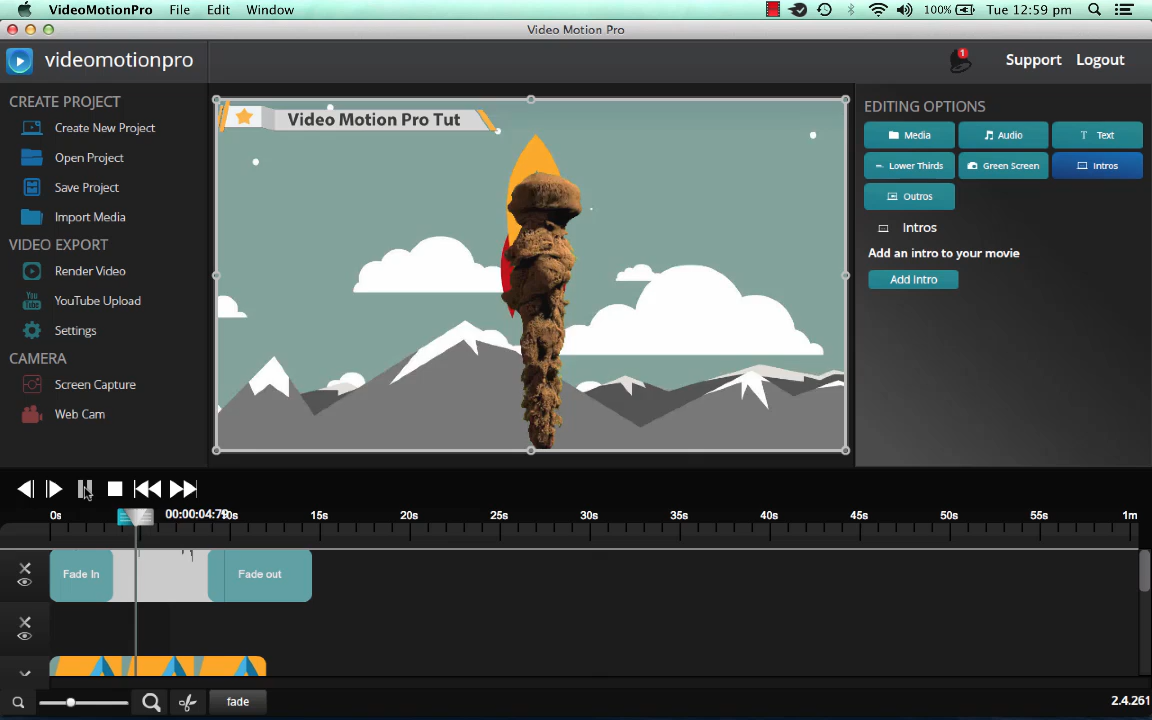 VideoMotionPro File Edit Window 100% Tue 12:59 pm
Video Motion Pro
videomotionpro
1 Support Logout
CREATE PROJECT
Create New Project
Open Project
Save Project
Import Media
VIDEO EXPORT
Render Video
You Tube YouTube Upload
Settings
CAMERA
Screen Capture
Web Cam
Video Motion Pro Tut
EDITING OPTIONS
Media Audio T Text
Lower Thirds Green Screen Intros
Outros
Intros
Add an intro to your movie
Add Intro
0s 00:00:04:79 10s 15s 20s 25s 30s 35s 40s 45s 50s 55s 1m
Fade In Fade out
fade 2.4.261